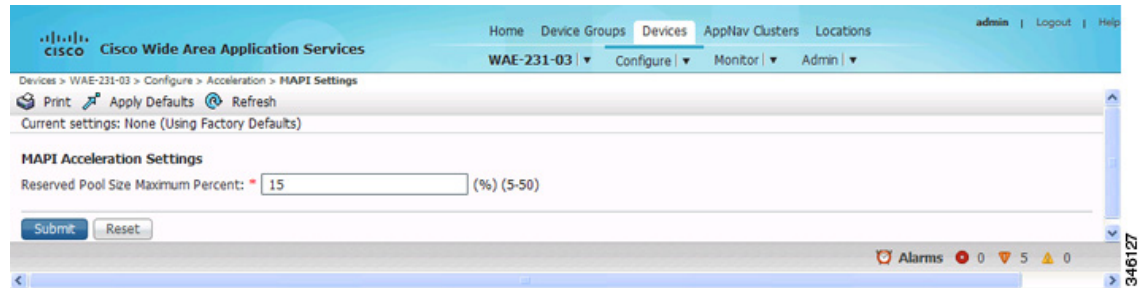 Home Device Groups Devices AppNav Clusters Locations
admin | Logout | Help
CISCO Cisco Wide Area Application Services
WAE-231-03 | ▼ Configure | ▼ Monitor | ▼ Admin | ▼
Devices > WAE-231-03 > Configure > Acceleration > MAPI Settings
Print Apply Defaults Refresh
Current settings: None (Using Factory Defaults)
MAPI Acceleration Settings
Reserved Pool Size Maximum Percent: * 15 (%) (5-50)
Submit Reset
Alarms 0 5 0
346127